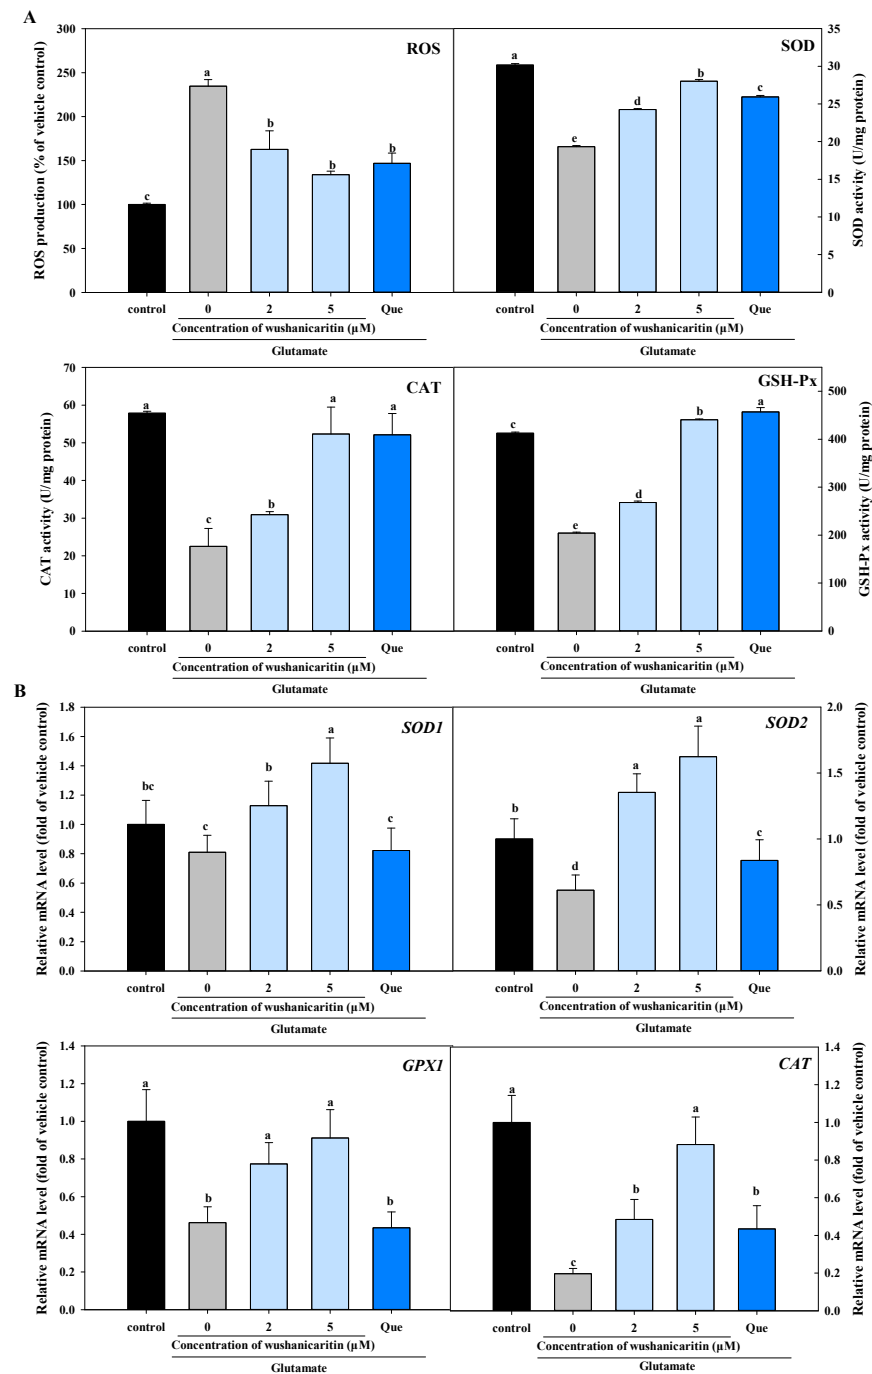 A
ROS
SOD
ROS production (% of vehicle control)
300
250
200
150
100
50
0
c
a
b
b
b
35
30
25
20
15
10
5
0
SOD activity (U/mg protein)
a
e
d
b
c
control 0 2 5 Que
Concentration of wushanicaritin (µM)
Glutamate
control 0 2 5 Que
Concentration of wushanicaritin (µM)
Glutamate
CAT
GSH-Px
CAT activity (U/mg protein)
70
60
50
40
30
20
10
0
a
c
b
a
a
500
400
300
200
100
0
GSH-Px activity (U/mg protein)
c
e
d
b
a
control 0 2 5 Que
Concentration of wushanicaritin (µM)
Glutamate
control 0 2 5 Que
Concentration of wushanicaritin (µM)
Glutamate
B
SOD1
SOD2
Relative mRNA level (fold of vehicle control)
1.8
1.6
1.4
1.2
1.0
0.8
0.6
0.4
0.2
0.0
bc
c
b
a
c
2.0
1.5
1.0
0.5
0.0
Relative mRNA level (fold of vehicle control)
b
d
a
a
c
control 0 2 5 Que
Concentration of wushanicaritin (µM)
Glutamate
control 0 2 5 Que
Concentration of wushanicaritin (µM)
Glutamate
GPX1
CAT
Relative mRNA level (fold of vehicle control)
1.4
1.2
1.0
0.8
0.6
0.4
0.2
0.0
a
b
a
a
b
1.4
1.2
1.0
0.8
0.6
0.4
0.2
0.0
Relative mRNA level (fold of vehicle control)
a
c
b
a
b
control 0 2 5 Que
Concentration of wushanicaritin (µM)
Glutamate
control 0 2 5 Que
Concentration of wushanicaritin (µM)
Glutamate